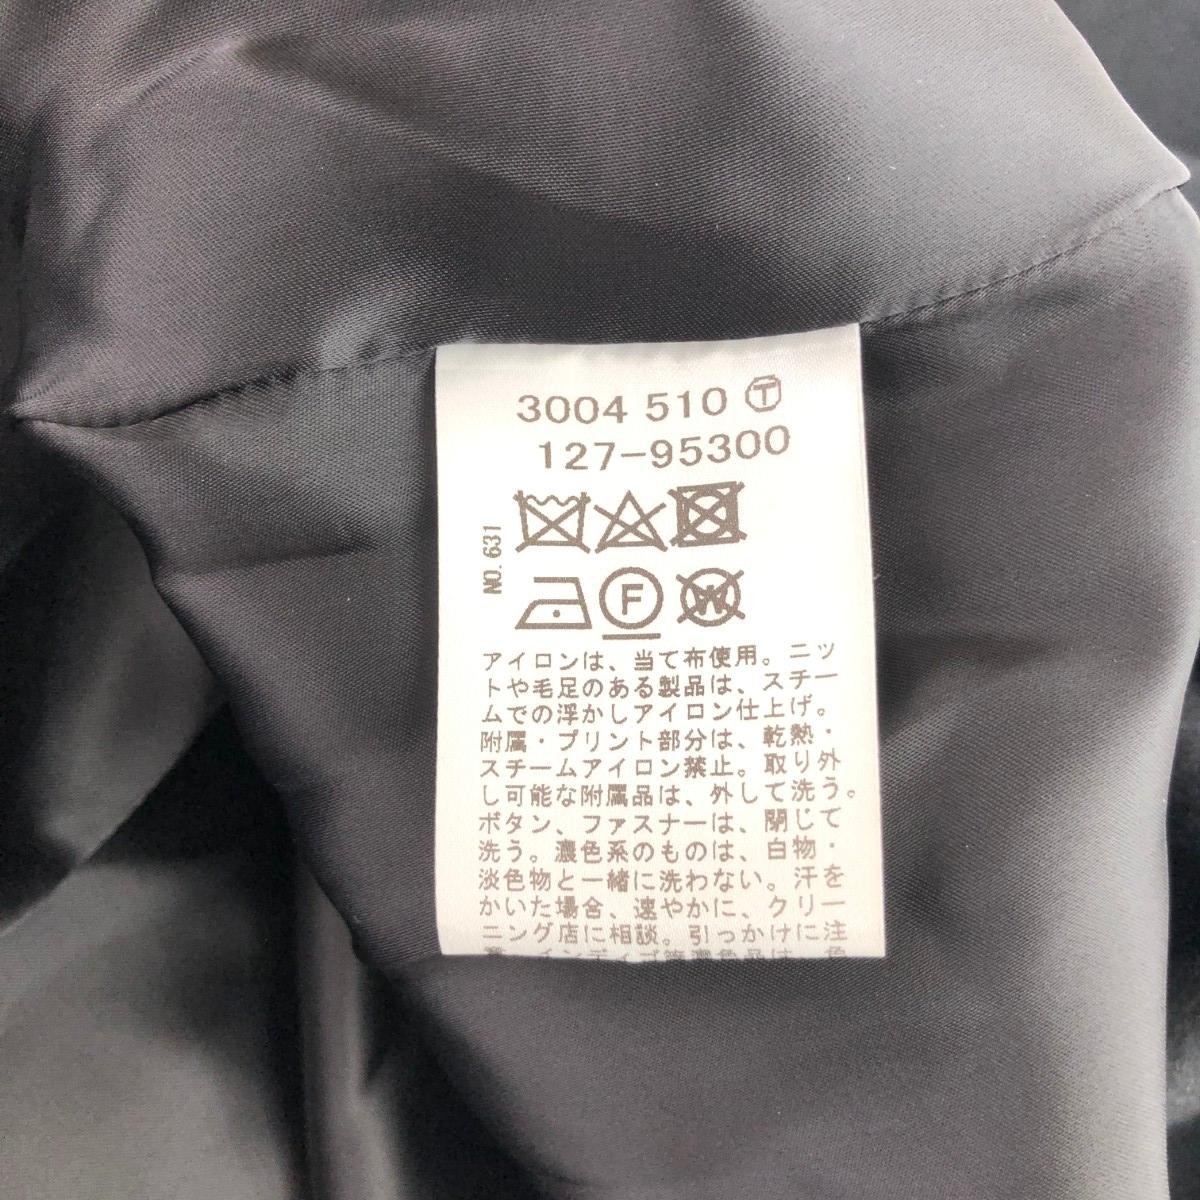 3004 510 Ⓣ
127-95300
NO. 631
F
W
アイロンは、当て布使用。ニッ
トや毛足のある製品は、スチー
ムでの浮かしアイロン仕上げ。
附属・プリント部分は、乾熱・
スチームアイロン禁止。取り外
し可能な附属品は、外して洗う。
ボタン、ファスナーは、閉じて
洗う。濃色系のものは、白物・
淡色物と一緒に洗わない。汗を
かいた場合、速やかに、クリー
ニング店に相談。引っかけに注